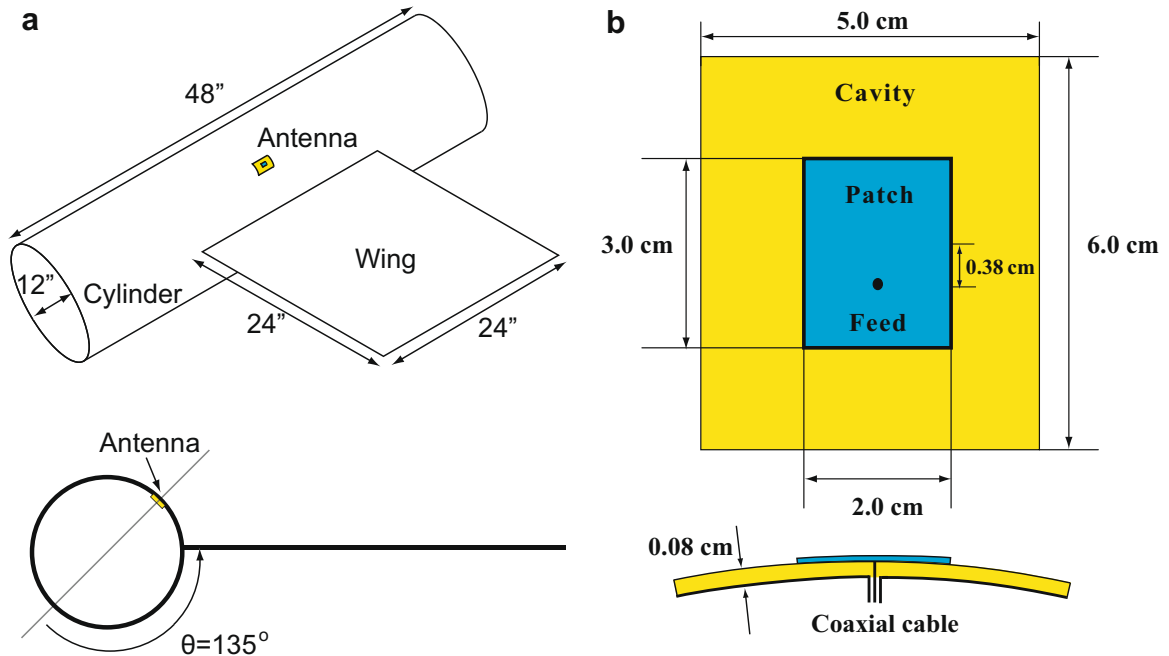 a
48”
Antenna
Wing
12”
Cylinder
24”
24”
Antenna
θ=135°
b
5.0 cm
Cavity
Patch
3.0 cm
6.0 cm
0.38 cm
Feed
2.0 cm
0.08 cm
Coaxial cable